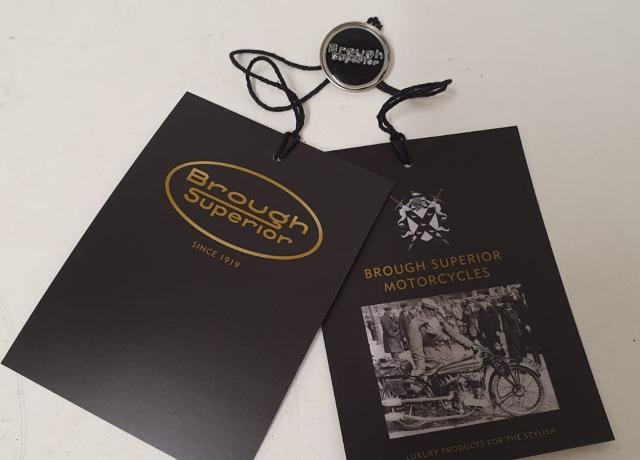 Brough
Superior
Brough
Superior
SINCE 1919
BROUGH SUPERIOR
MOTORCYCLES
LUXURY PRODUCTS FOR THE STYLISH